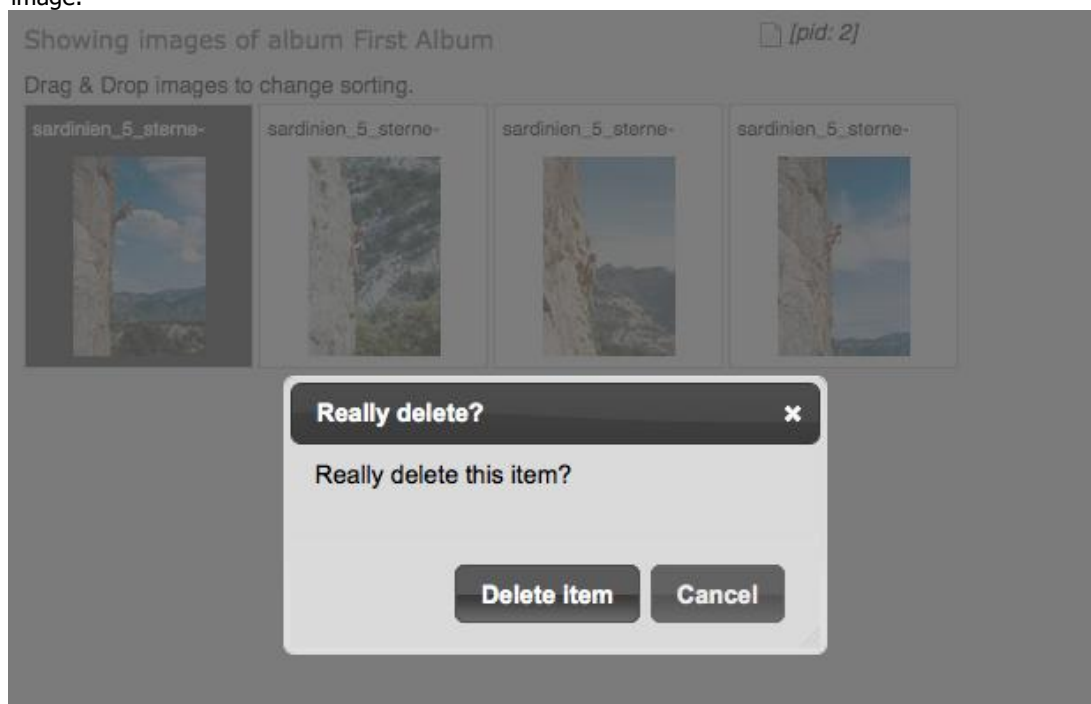 image.
Showing images of album First Album
[pid: 2]
Drag & Drop images to change sorting.
sardinien_5_sterne-
sardinien_5_sterne-
sardinien_5_sterne-
sardinien_5_sterne-
Really delete?
Really delete this item?
Delete item
Cancel